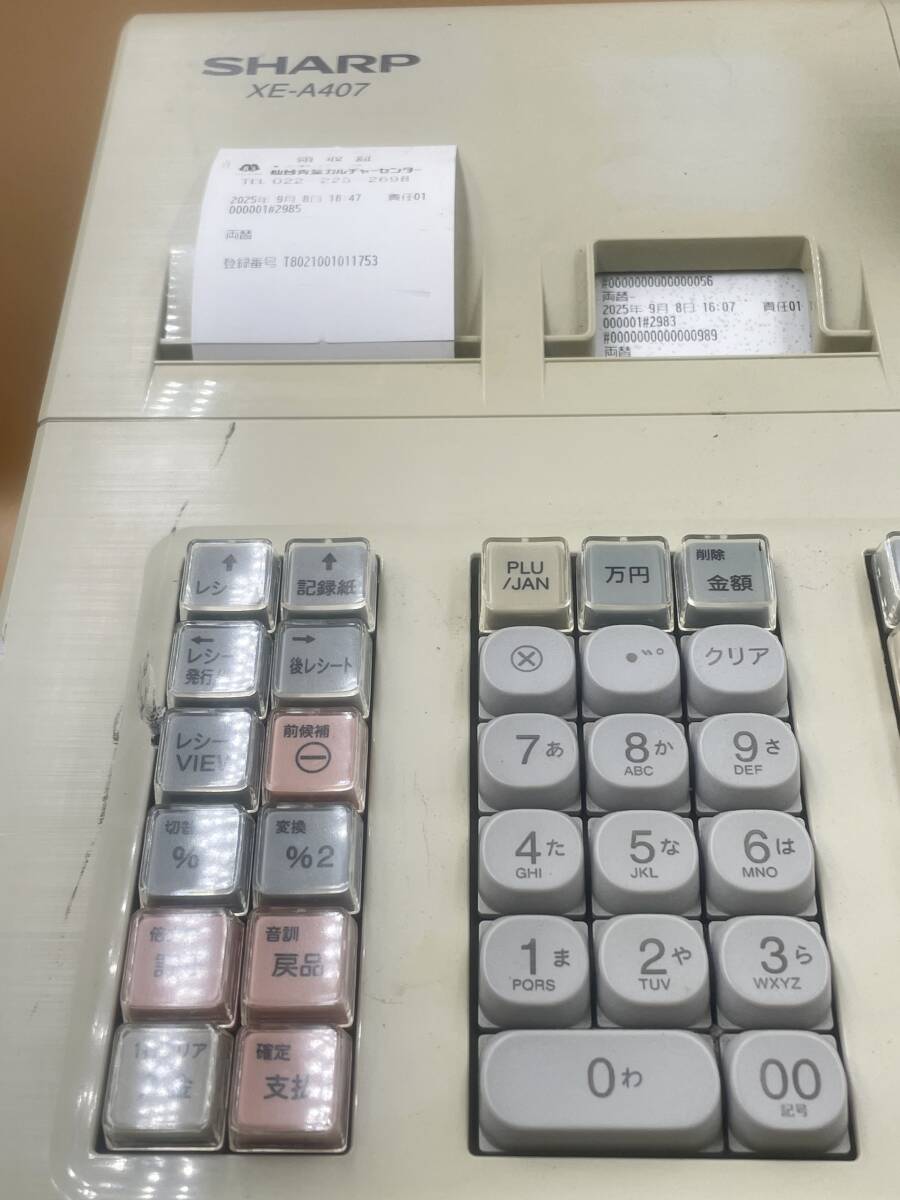 SHARP
XE-A407
領収証
仙台青葉カルチャーセンター
TEL 022 225 2698
2025年 9月 8日 16:47 責任01
000001#2985
両替
登録番号 T8021001011753
#0000000000000056
両替
2025年 9月 8日 16:07 責任01
000001#2983
#0000000000000989
両替
レシー
記録紙
PLU
/JAN
万円
削除
金額
レシー
発行
後レシート
クリア
レシー
VIEW
前候補
7 あ
8 か
ABC
9 さ
DEF
切替
%
変換
%2
4 た
GHI
5 な
JKL
6 は
MNO
音訓
戻品
1 ま
PQRS
2 や
TUV
3 ら
WXYZ
確定
支払
0 わ
00
記号